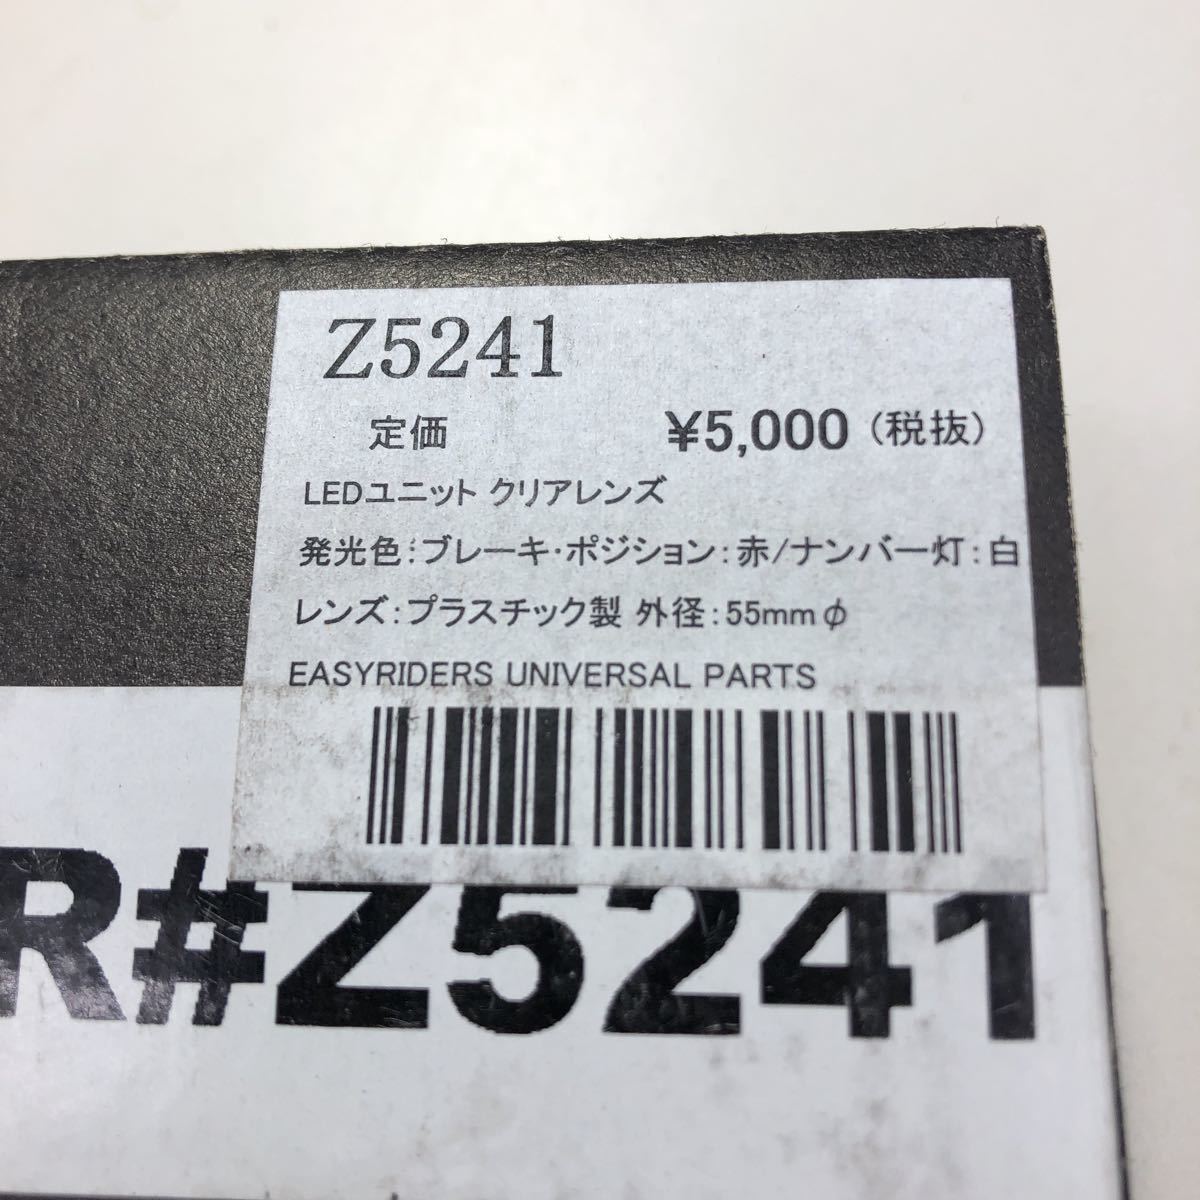 Z5241
定価 ¥5,000 (税抜)
LEDユニット クリアレンズ
発光色:ブレーキ・ポジション:赤/ナンバー灯:白
レンズ:プラスチック製 外径:55mmφ
EASYRIDERS UNIVERSAL PARTS
R#Z5241